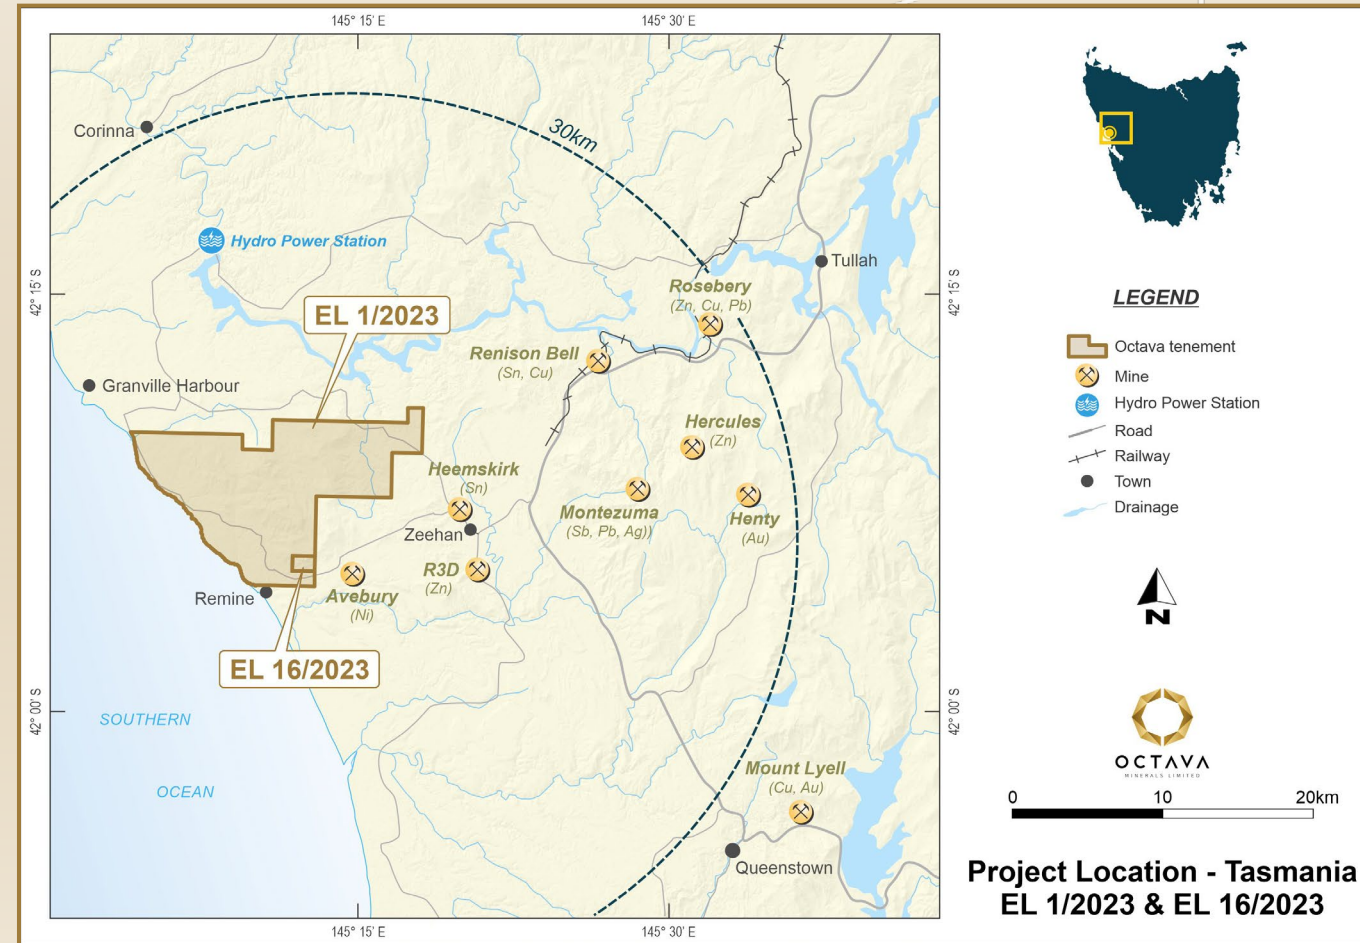 145° 15' E
145° 30' E
Corinna
30km
Hydro Power Station
Tullah
42° 15' S
42° 15' S
EL 1/2023
Rosebery
(Zn, Cu, Pb)
Renison Bell
(Sn, Cu)
Granville Harbour
Hercules
(Zn)
Heemskirk
(Sn)
Montezuma
(Sb, Pb, Ag))
Henty
(Au)
Zeehan
R3D
(Zn)
Remine
Avebury
(Ni)
EL 16/2023
42° 00' S
42° 00' S
SOUTHERN
OCEAN
Mount Lyell
(Cu, Au)
Queenstown
145° 15' E
145° 30' E
LEGEND
Octava tenement
Mine
Hydro Power Station
Road
Railway
Town
Drainage
N
OCTAVA
MINERALS LIMITED
0 10 20km
Project Location - Tasmania
EL 1/2023 & EL 16/2023